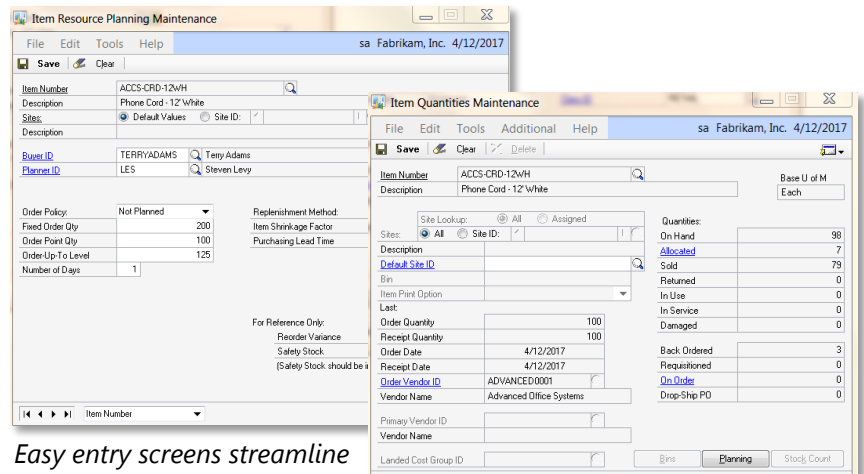 Item Resource Planning Maintenance
File Edit Tools Help sa Fabrikam, Inc. 4/12/2017
Save Clear
Item Number ACCS-CRD-12WH
Description Phone Cord - 12' White
Sites: Default Values Site ID:
Description
Buyer ID TERRYADAMS Terry Adams
Planner ID LES Steven Levy
Order Policy: Not Planned Replenishment Method:
Fixed Order Qty 200 Item Shrinkage Factor
Order Point Qty 100 Purchasing Lead Time
Order-Up-To Level 125
Number of Days 1
For Reference Only:
Reorder Variance
Safety Stock
(Safety Stock should be i
Item Number
Easy entry screens streamline
Item Quantities Maintenance
File Edit Tools Additional Help sa Fabrikam, Inc. 4/12/2017
Save Clear Delete
Item Number ACCS-CRD-12WH Base U of M
Description Phone Cord - 12' White Each
Site Lookup: All Assigned Quantities:
Sites: All Site ID: On Hand 98
Description Allocated 7
Default Site ID Sold 79
Bin Returned 0
Item Print Option In Use 0
Last: In Service 0
Order Quantity 100 Damaged 0
Receipt Quantity 100
Order Date 4/12/2017 Back Ordered 3
Receipt Date 4/12/2017 Requisitioned 0
Order Vendor ID ADVANCED0001 On Order 0
Vendor Name Advanced Office Systems Drop-Ship PO 0
Primary Vendor ID
Vendor Name
Landed Cost Group ID Bins Planning Stock Count